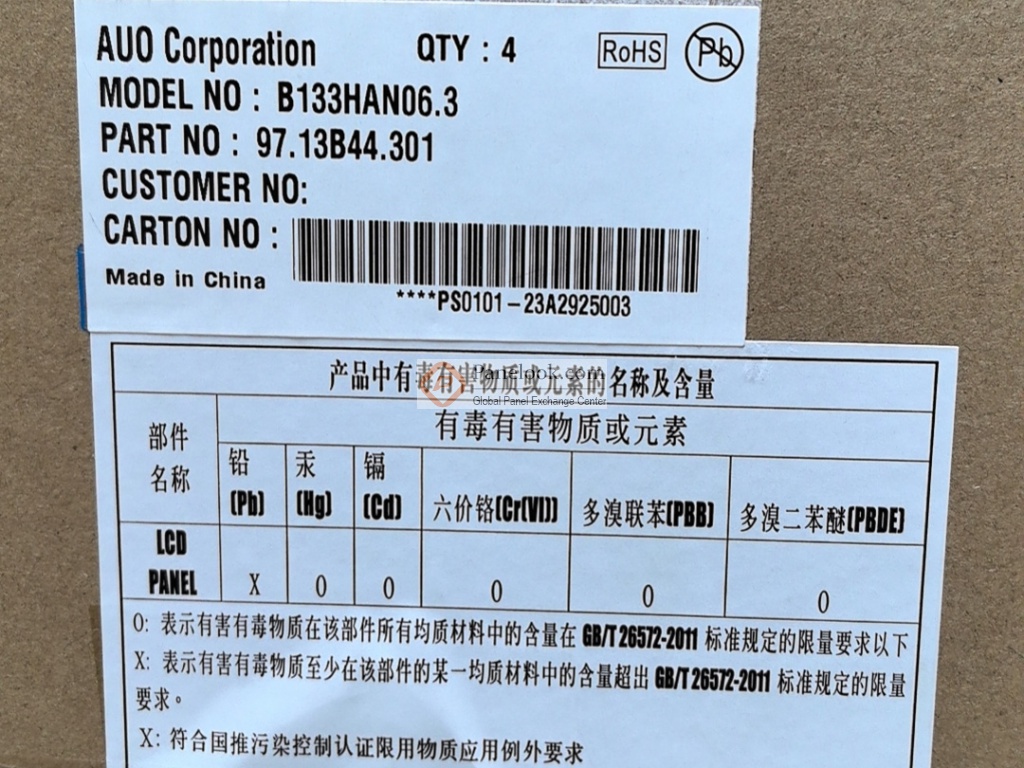 AUO Corporation QTY : 4 RoHS Pb
MODEL NO : B133HAN06.3
PART NO : 97.13B44.301
CUSTOMER NO:
CARTON NO :
Made in China
****PS0101-23A2925003
产品中有毒有害物质或元素的名称及含量
Panelook.com
Global Panel Exchange Center
部件名称
有毒有害物质或元素
铅(Pb) 汞(Hg) 镉(Cd) 六价铬(Cr(VI)) 多溴联苯(PBB) 多溴二苯醚(PBDE)
LCD PANEL X O O O O O
O: 表示有害有毒物质在该部件所有均质材料中的含量在 GB/T 26572-2011 标准规定的限量要求以下
X: 表示有害有毒物质至少在该部件的某一均质材料中的含量超出 GB/T 26572-2011 标准规定的限量
要求。
X: 符合国推污染控制认证限用物质应用例外要求